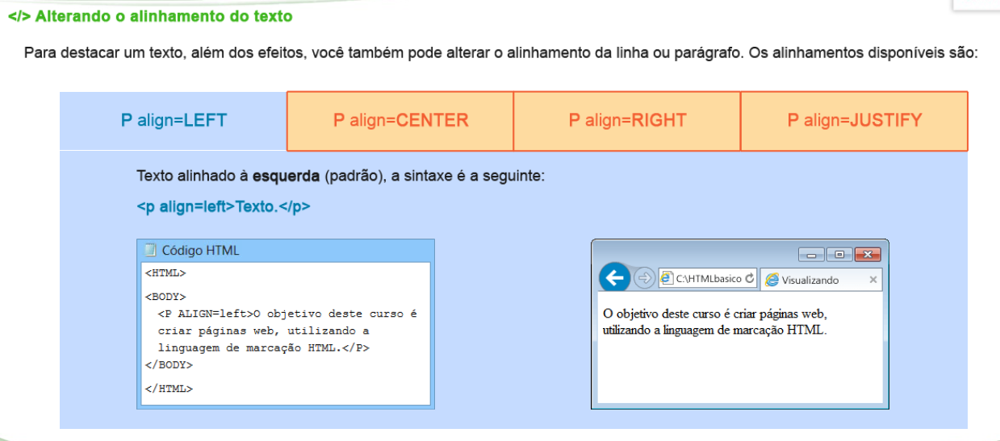 </> Alterando o alinhamento do texto
Para destacar um texto, além dos efeitos, você também pode alterar o alinhamento da linha ou parágrafo. Os alinhamentos disponíveis são:
P align=LEFT
P align=CENTER
P align=RIGHT
P align=JUSTIFY
Texto alinhado à esquerda (padrão), a sintaxe é a seguinte:
<p align=left>Texto.</p>
Código HTML
<HTML>
<BODY>
<P ALIGN=left>O objetivo deste curso é
criar páginas web, utilizando a
linguagem de marcação HTML.</P>
</BODY>
</HTML>
C:\HTMLbasico
Visualizando
O objetivo deste curso é criar páginas web,
utilizando a linguagem de marcação HTML.